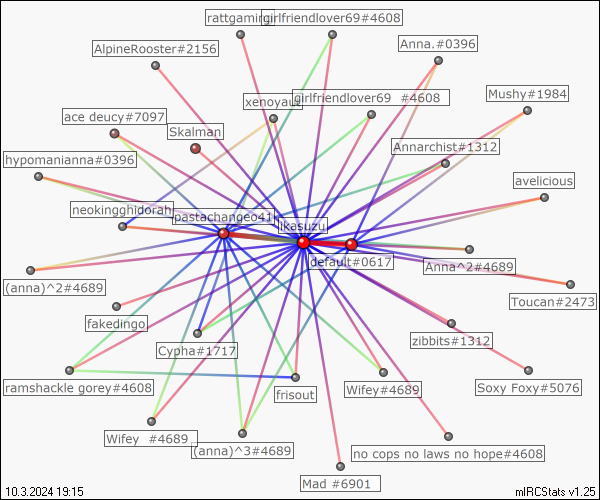 rattgaming
girlfriendlover69#4608
Anna.#0396
AlpineRooster#2156
girlfriendlover69 #4608
Mushy#1984
ace deucy#7097
Skalman
Annarchist#1312
hypomanianna#0396
avelicious
neokingghidorah
pastachangeo41
ikasuzu
default#0617
Anna^2#4689
(anna)^2#4689
Toucan#2473
fakedingo
Cypha#1717
zibbits#1312
ramshackle gorey#4608
frisout
Wifey#4689
Soxy Foxy#5076
Wifey #4689
(anna)^3#4689
no cops no laws no hope#4608
Mad #6901
10.3.2024 19:15
mIRCStats v1.25